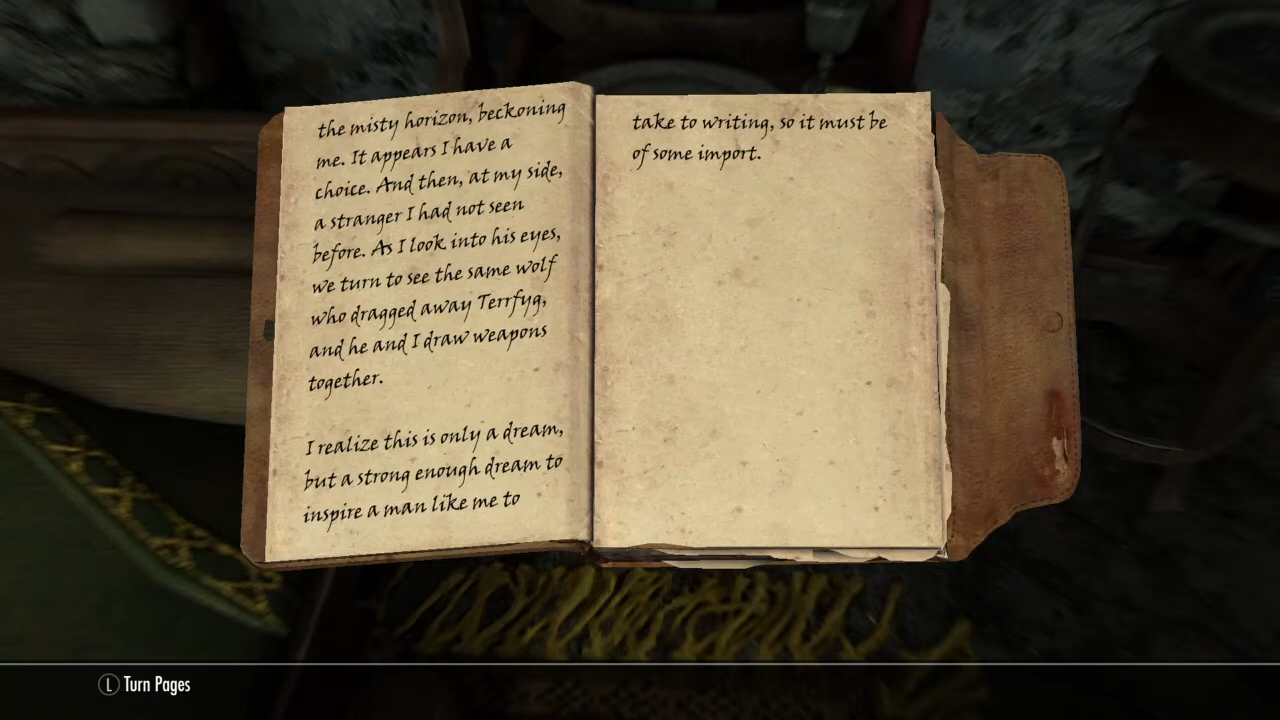 the misty horizon, beckoning
me. It appears I have a
choice. And then, at my side,
a stranger I had not seen
before. As I look into his eyes,
we turn to see the same wolf
who dragged away Terrfyg,
and he and I draw weapons
together.
I realize this is only a dream,
but a strong enough dream to
inspire a man like me to
take to writing, so it must be
of some import.
L Turn Pages